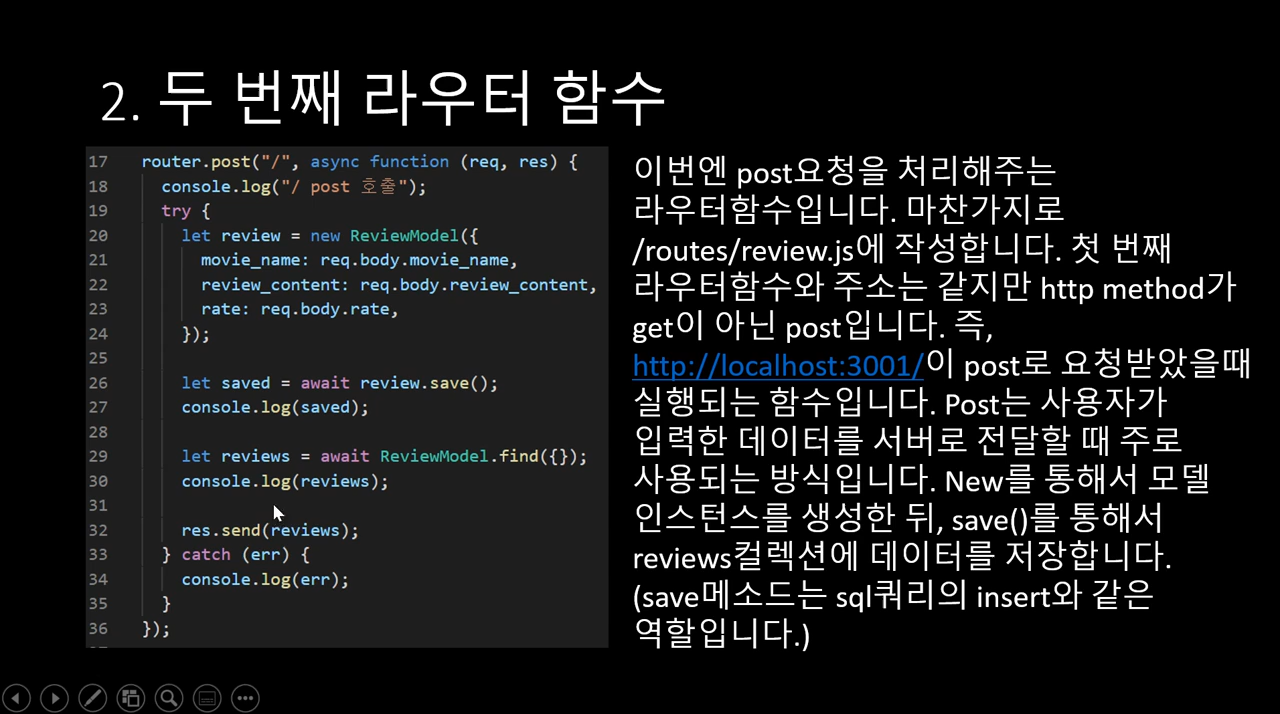 2. 두 번째 라우터 함수
17 router.post("/", async function (req, res) {
18 console.log("/ post 호출");
19 try {
20 let review = new ReviewModel({
21 movie_name: req.body.movie_name,
22 review_content: req.body.review_content,
23 rate: req.body.rate,
24 });
25
26 let saved = await review.save();
27 console.log(saved);
28
29 let reviews = await ReviewModel.find({});
30 console.log(reviews);
31
32 res.send(reviews);
33 } catch (err) {
34 console.log(err);
35 }
36 });
이번엔 post요청을 처리해주는
라우터함수입니다. 마찬가지로
/routes/review.js에 작성합니다. 첫 번째
라우터함수와 주소는 같지만 http method가
get이 아닌 post입니다. 즉,
http://localhost:3001/이 post로 요청받았을때
실행되는 함수입니다. Post는 사용자가
입력한 데이터를 서버로 전달할 때 주로
사용되는 방식입니다. New를 통해서 모델
인스턴스를 생성한 뒤, save()를 통해서
reviews컬렉션에 데이터를 저장합니다.
(save메소드는 sql쿼리의 insert와 같은
역할입니다.)